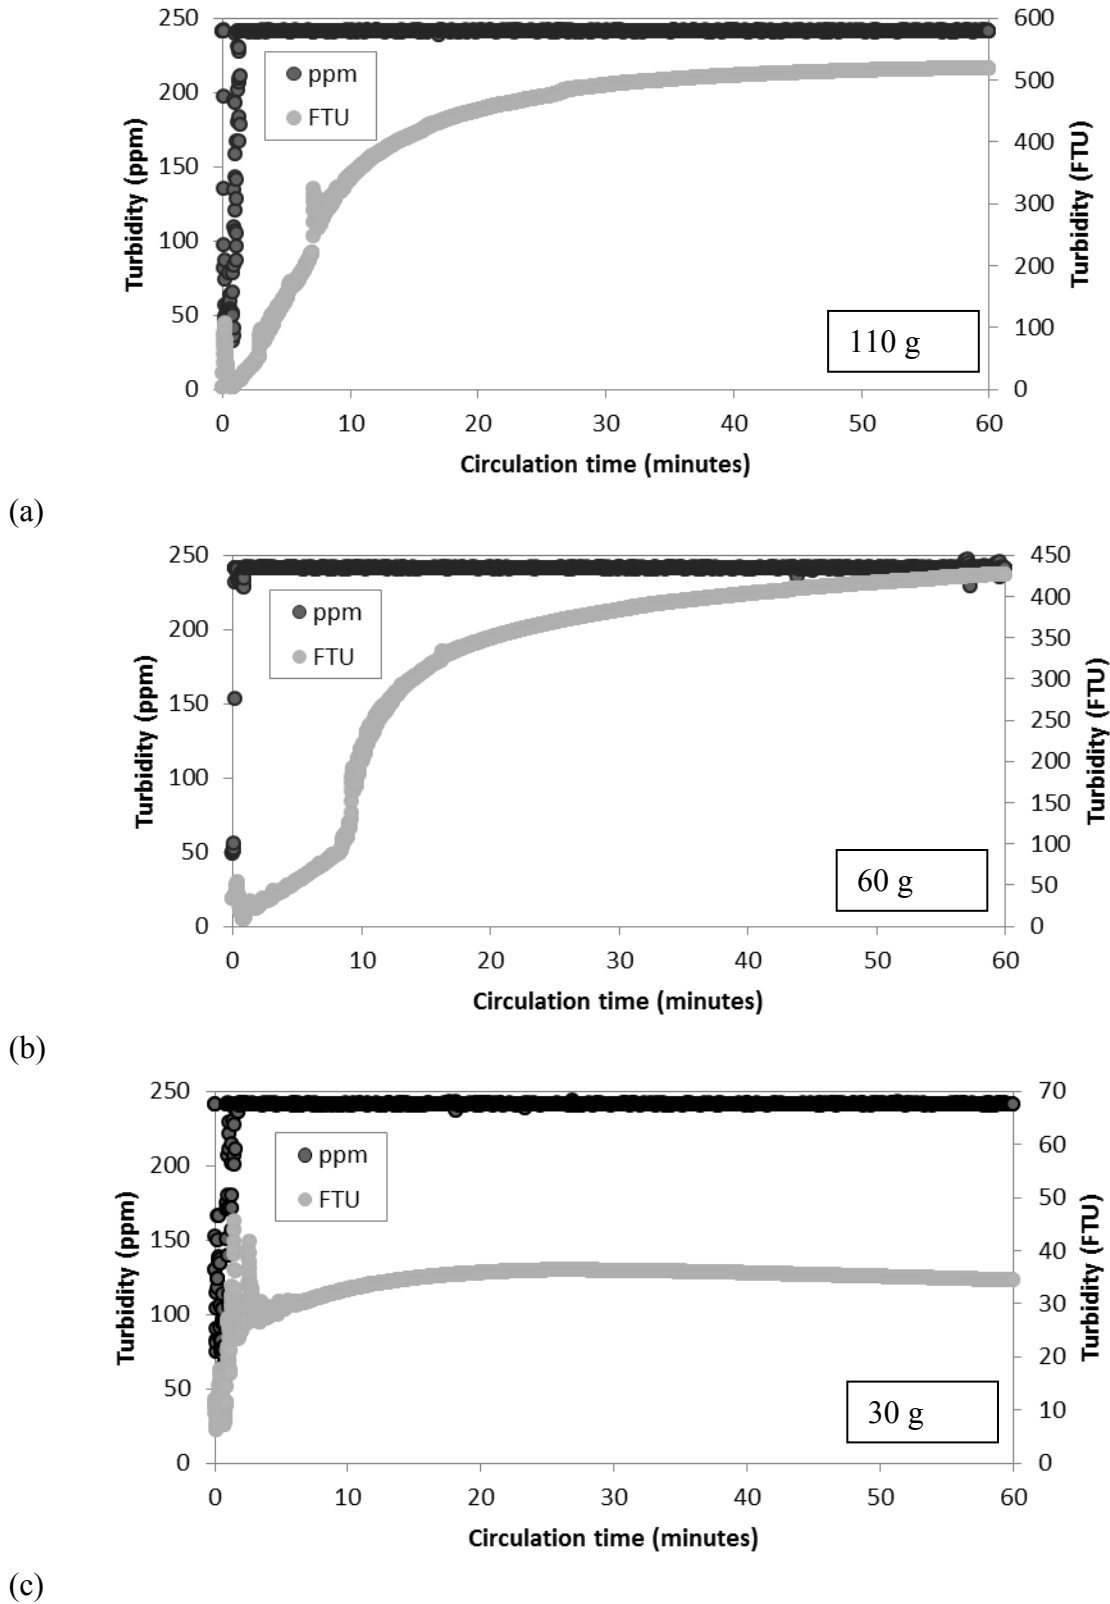 250
200
150
100
50
0
Turbidity (ppm)
ppm
FTU
600
500
400
300
200
100
0
Turbidity (FTU)
110 g
0 10 20 30 40 50 60
Circulation time (minutes)
(a)
250
200
150
100
50
0
Turbidity (ppm)
ppm
FTU
450
400
350
300
250
200
150
100
50
0
Turbidity (FTU)
60 g
0 10 20 30 40 50 60
Circulation time (minutes)
(b)
250
200
150
100
50
0
Turbidity (ppm)
ppm
FTU
70
60
50
40
30
20
10
0
Turbidity (FTU)
30 g
0 10 20 30 40 50 60
Circulation time (minutes)
(c)